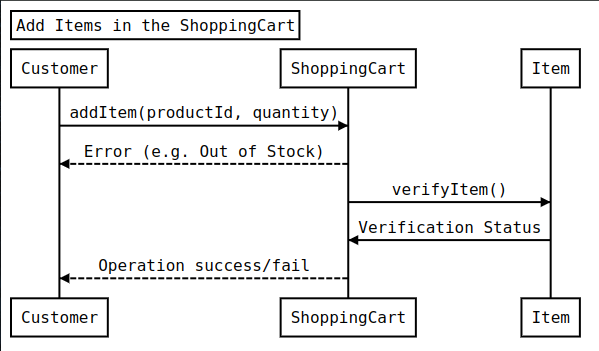 Add Items in the ShoppingCart
Customer ShoppingCart Item
addItem(productId, quantity)
Error (e.g. Out of Stock)
verifyItem()
Verification Status
Operation success/fail
Customer ShoppingCart Item